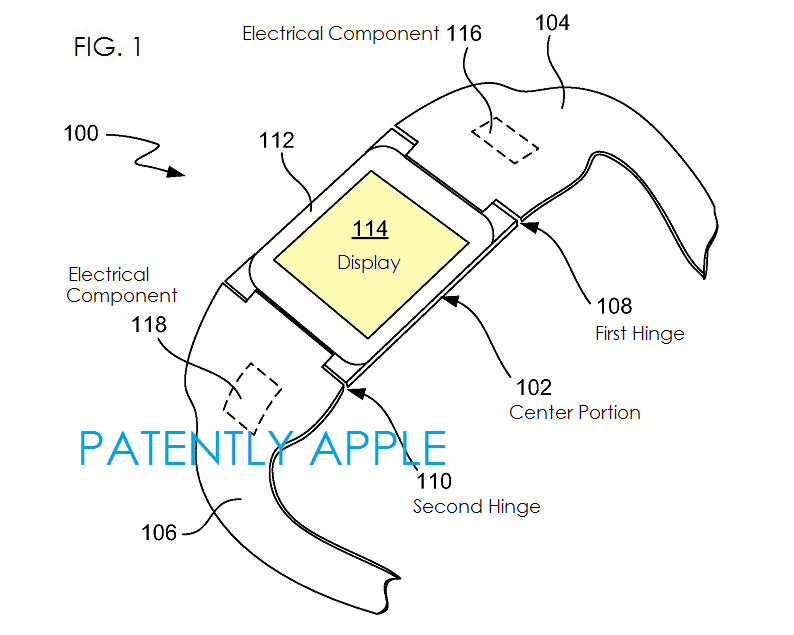 FIG. 1
Electrical Component 116
104
100
112
114
Display
Electrical
Component
118
108
First Hinge
102
Center Portion
PATENTLY APPLE
110
Second Hinge
106